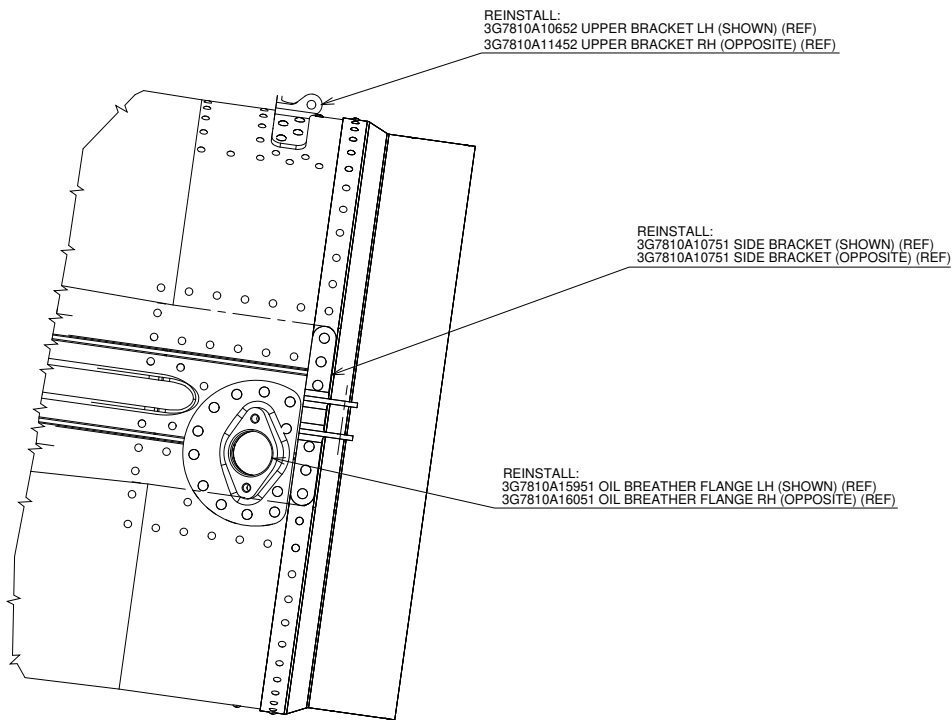 REINSTALL:
3G7810A10652 UPPER BRACKET LH (SHOWN) (REF)
3G7810A11452 UPPER BRACKET RH (OPPOSITE) (REF)
REINSTALL:
3G7810A10751 SIDE BRACKET (SHOWN) (REF)
3G7810A10751 SIDE BRACKET (OPPOSITE) (REF)
REINSTALL:
3G7810A15951 OIL BREATHER FLANGE LH (SHOWN) (REF)
3G7810A16051 OIL BREATHER FLANGE RH (OPPOSITE) (REF)